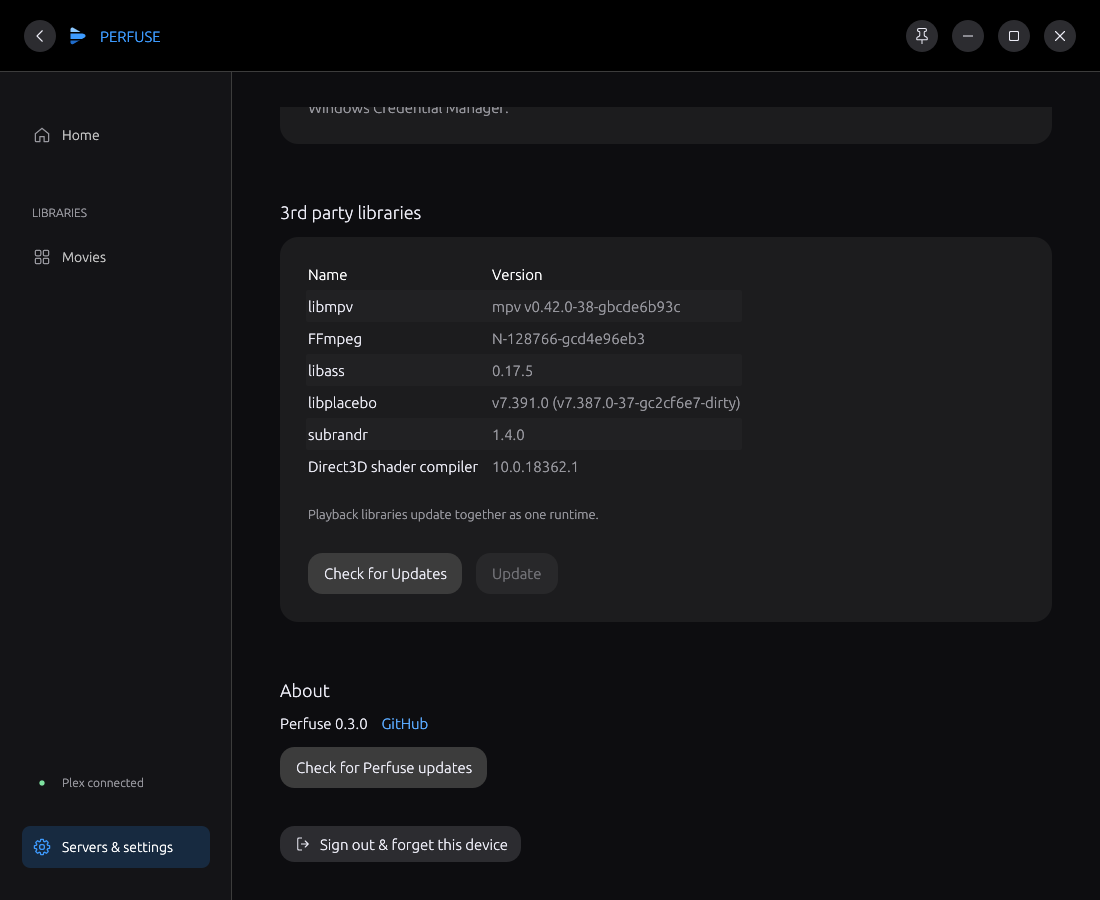 PERFUSE
Home
LIBRARIES
Movies
Plex connected
Servers & settings
Windows Credential Manager.
3rd party libraries
Name Version
libmpv mpv v0.42.0-38-gbcde6b93c
FFmpeg N-128766-gcd4e96eb3
libass 0.17.5
libplacebo v7.391.0 (v7.387.0-37-gc2cf6e7-dirty)
subrandr 1.4.0
Direct3D shader compiler 10.0.18362.1
Playback libraries update together as one runtime.
Check for Updates Update
About
Perfuse 0.3.0 GitHub
Check for Perfuse updates
Sign out & forget this device